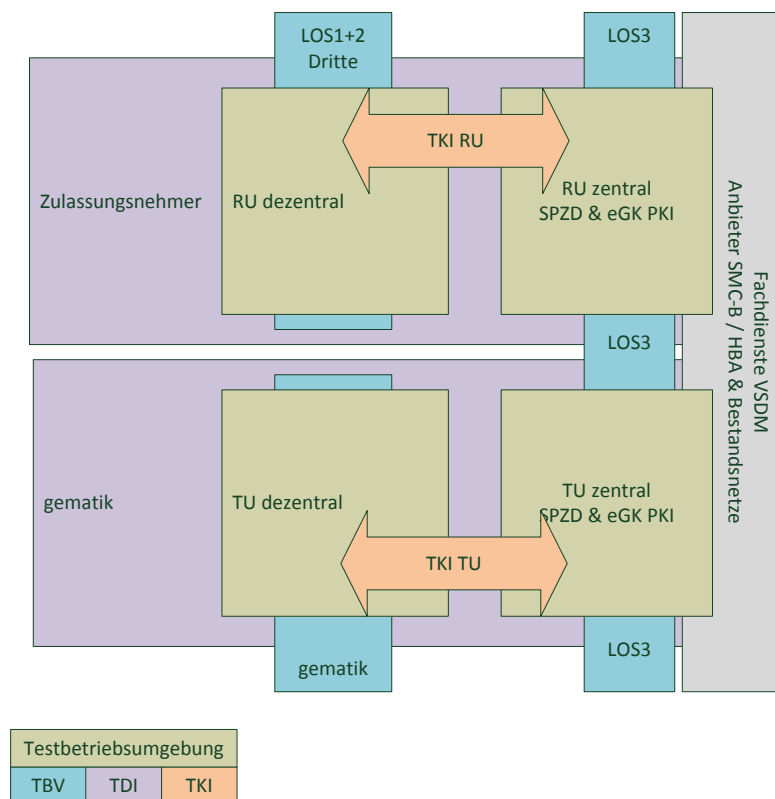 LOS1+2
Dritte
LOS3
TKI RU
Zulassungsnehmer
RU dezentral
RU zentral
SPZD & eGK PKI
Fachdienste VSDM
Anbieter SMC-B / HBA & Bestandsnetze
LOS3
gematik
TU dezentral
TU zentral
SPZD & eGK PKI
TKI TU
gematik
LOS3
Testbetriebsumgebung
TBV
TDI
TKI